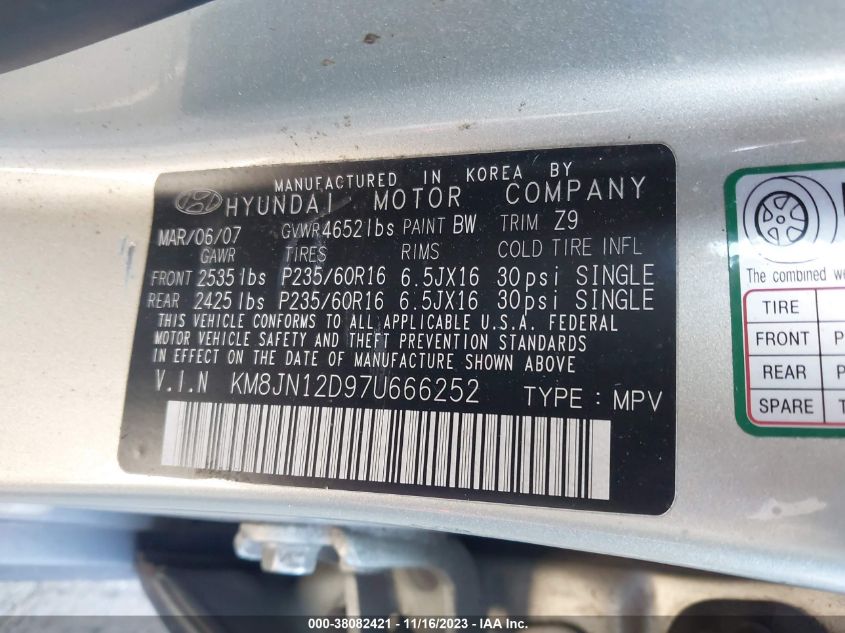 MANUFACTURED IN KOREA BY
HYUNDAI MOTOR COMPANY
MAR/06/07 GVWR4652lbs PAINT BW TRIM Z9
GAWR TIRES RIMS COLD TIRE INFL
FRONT 2535lbs P235/60R16 6.5JX16 30psi SINGLE
REAR 2425lbs P235/60R16 6.5JX16 30psi SINGLE
THIS VEHICLE CONFORMS TO ALL APPLICABLE U.S.A. FEDERAL
MOTOR VEHICLE SAFETY AND THEFT PREVENTION STANDARDS
IN EFFECT ON THE DATE OF MANUFACTURE SHOWN ABOVE
V.I.N KM8JN12D97U666252 TYPE : MPV
The combined w
TIRE
FRONT P
REAR P
SPARE T
000-38082421 - 11/16/2023 - IAAI.COM